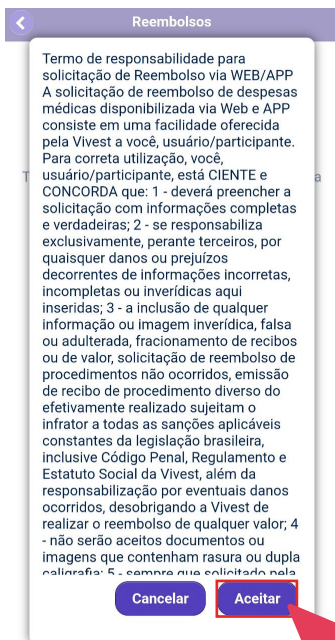 Reembolsos
Termo de responsabilidade para
solicitação de Reembolso via WEB/APP
A solicitação de reembolso de despesas
médicas disponibilizada via Web e APP
consiste em uma facilidade oferecida
pela Vivest a você, usuário/participante.
Para correta utilização, você,
usuário/participante, está CIENTE e
CONCORDA que: 1 - deverá preencher a
solicitação com informações completas
e verdadeiras; 2 - se responsabiliza
exclusivamente, perante terceiros, por
quaisquer danos ou prejuízos
decorrentes de informações incorretas,
incompletas ou inverídicas aqui
inseridas; 3 - a inclusão de qualquer
informação ou imagem inverídica, falsa
ou adulterada, fracionamento de recibos
ou de valor, solicitação de reembolso de
procedimentos não ocorridos, emissão
de recibo de procedimento diverso do
efetivamente realizado sujeitam o
infrator a todas as sanções aplicáveis
constantes da legislação brasileira,
inclusive Código Penal, Regulamento e
Estatuto Social da Vivest, além da
responsabilização por eventuais danos
ocorridos, desobrigando a Vivest de
realizar o reembolso de qualquer valor; 4
- não serão aceitos documentos ou
imagens que contenham rasura ou dupla
caligrafia; 5 - sempre que solicitado pela
Cancelar
Aceitar